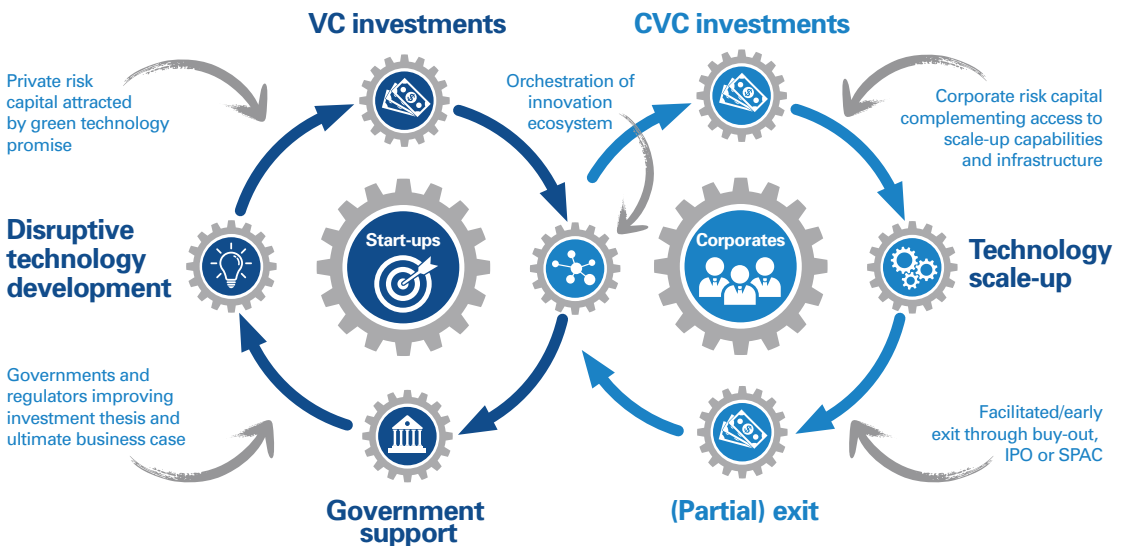 VC investments
CVC investments
Private risk
capital attracted
by green technology
promise
Orchestration of
innovation
ecosystem
Corporate risk capital
complementing access to
scale-up capabilities
and infrastructure
Disruptive
technology
development
Start-ups
Corporates
Technology
scale-up
Governments and
regulators improving
investment thesis and
ultimate business case
Facilitated/early
exit through buy-out,
IPO or SPAC
Government
support
(Partial) exit